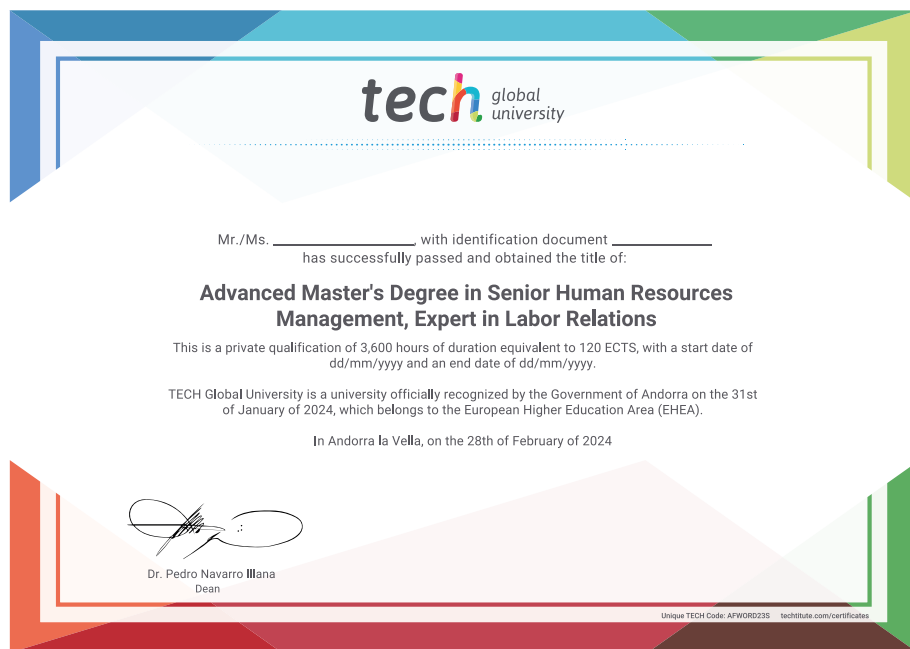 tech global
university
Mr./Ms. ____________________, with identification document ______________
has successfully passed and obtained the title of:
Advanced Master's Degree in Senior Human Resources
Management, Expert in Labor Relations
This is a private qualification of 3,600 hours of duration equivalent to 120 ECTS, with a start date of
dd/mm/yyyy and an end date of dd/mm/yyyy.
TECH Global University is a university officially recognized by the Government of Andorra on the 31st
of January of 2024, which belongs to the European Higher Education Area (EHEA).
In Andorra la Vella, on the 28th of February of 2024
Dr. Pedro Navarro Illana
Dean
Unique TECH Code: AFWORD23S techtitute.com/certificates